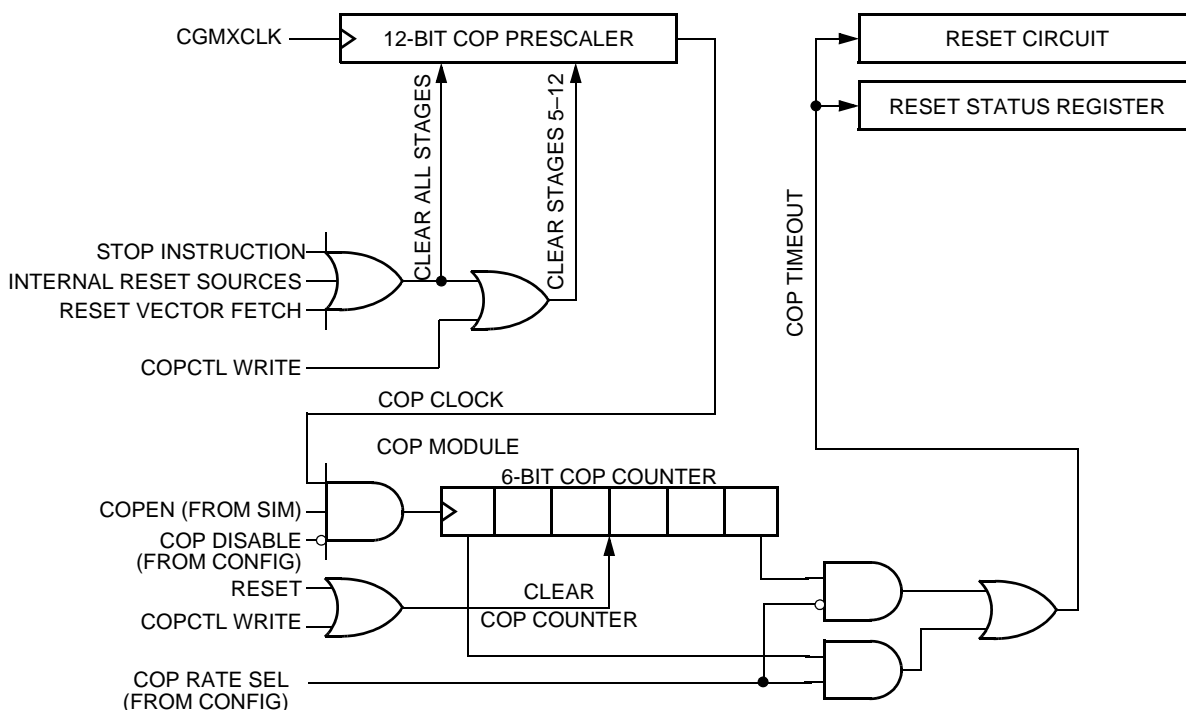 CGMXCLK
12-BIT COP PRESCALER
RESET CIRCUIT
RESET STATUS REGISTER
CLEAR ALL STAGES
CLEAR STAGES 5–12
COP TIMEOUT
STOP INSTRUCTION
INTERNAL RESET SOURCES
RESET VECTOR FETCH
COPCTL WRITE
COP CLOCK
COP MODULE
6-BIT COP COUNTER
COPEN (FROM SIM)
COP DISABLE
(FROM CONFIG)
RESET
COPCTL WRITE
CLEAR
COP COUNTER
COP RATE SEL
(FROM CONFIG)